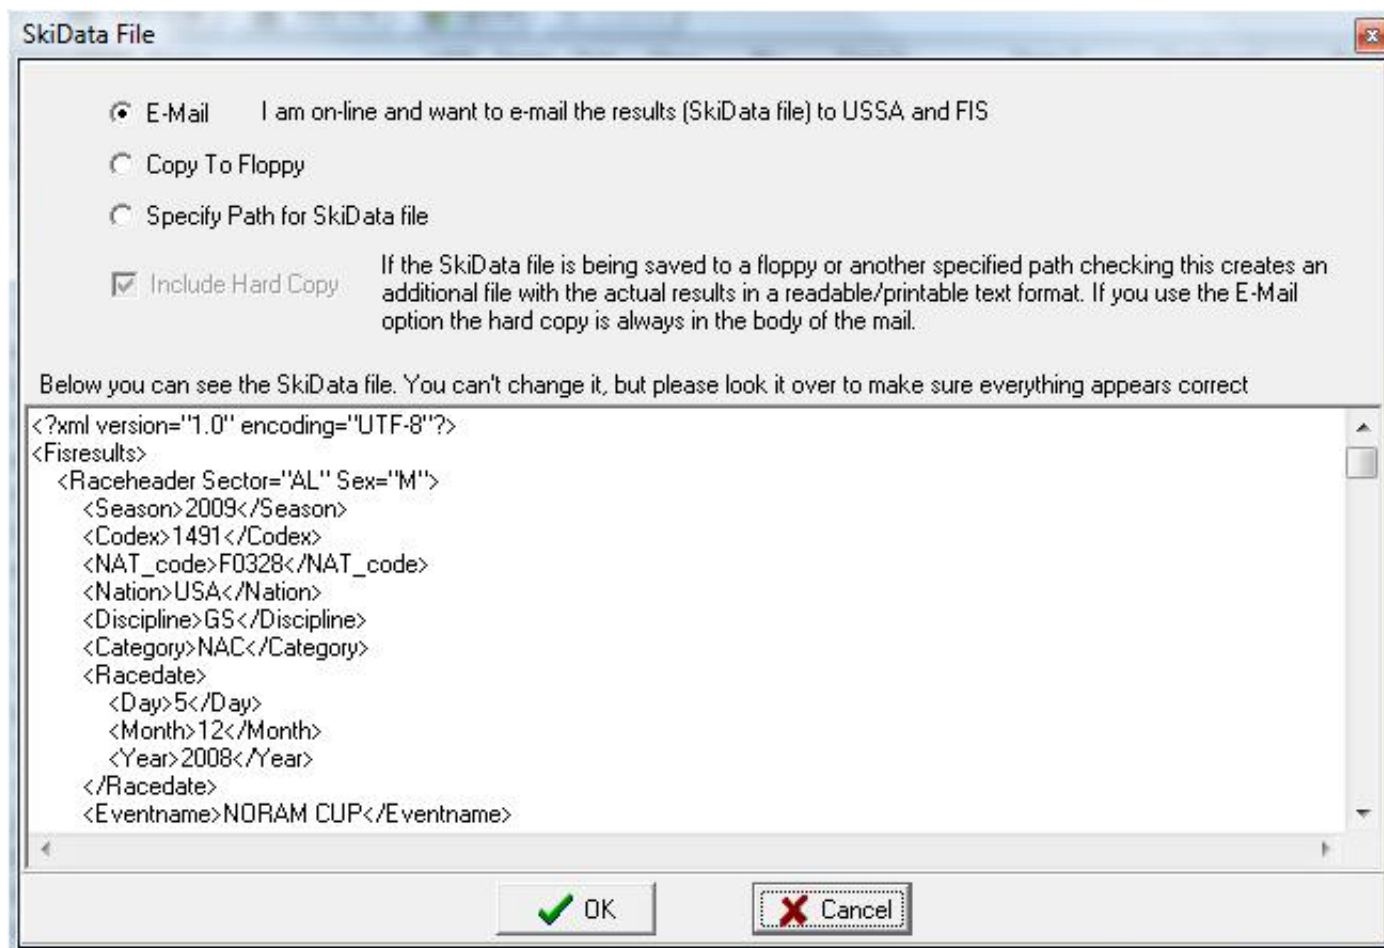 SkiData File
E-Mail I am on-line and want to e-mail the results (SkiData file) to USSA and FIS
Copy To Floppy
Specify Path for SkiData file
Include Hard Copy
If the SkiData file is being saved to a floppy or another specified path checking this creates an
additional file with the actual results in a readable/printable text format. If you use the E-Mail
option the hard copy is always in the body of the mail.
Below you can see the SkiData file. You can't change it, but please look it over to make sure everything appears correct
<?xml version="1.0" encoding="UTF-8"?>
<Fisresults>
<Raceheader Sector="AL" Sex="M">
<Season>2009</Season>
<Codex>1491</Codex>
<NAT_code>F0328</NAT_code>
<Nation>USA</Nation>
<Discipline>GS</Discipline>
<Category>NAC</Category>
<Racedate>
<Day>5</Day>
<Month>12</Month>
<Year>2008</Year>
</Racedate>
<Eventname>NORAM CUP</Eventname>
OK Cancel